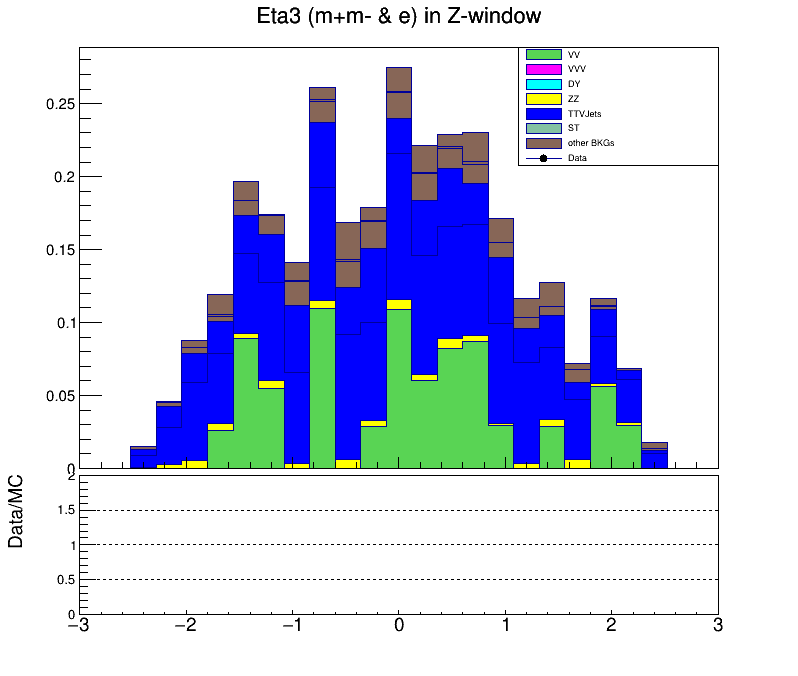 Eta3 (m+m- & e) in Z-window
VV
VVV
DY
ZZ
TTVJets
ST
other BKGs
Data
0.25
0.2
0.15
0.1
0.05
0
2
1.5
1
0.5
0
Data/MC
−3
−2
−1
0
1
2
3